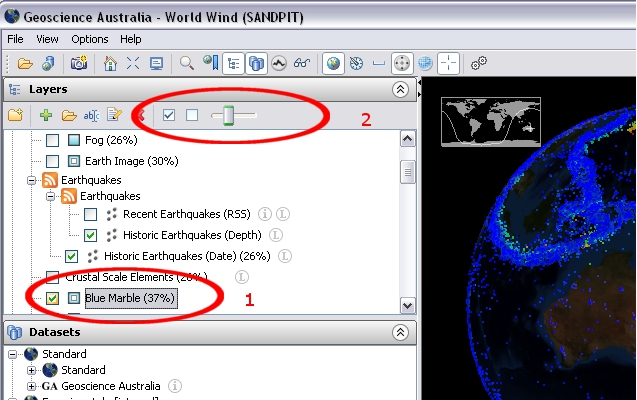 Geoscience Australia - World Wind (SANDPIT)
File View Options Help
Layers
2
Fog (26%)
Earth Image (30%)
Earthquakes
Earthquakes
Recent Earthquakes (RSS) i L
Historic Earthquakes (Depth) L
Historic Earthquakes (Date) (26%) L
Crustal Scale Elements (26%) L
Blue Marble (37%)
1
Datasets
Standard
Standard
GA Geoscience Australia i